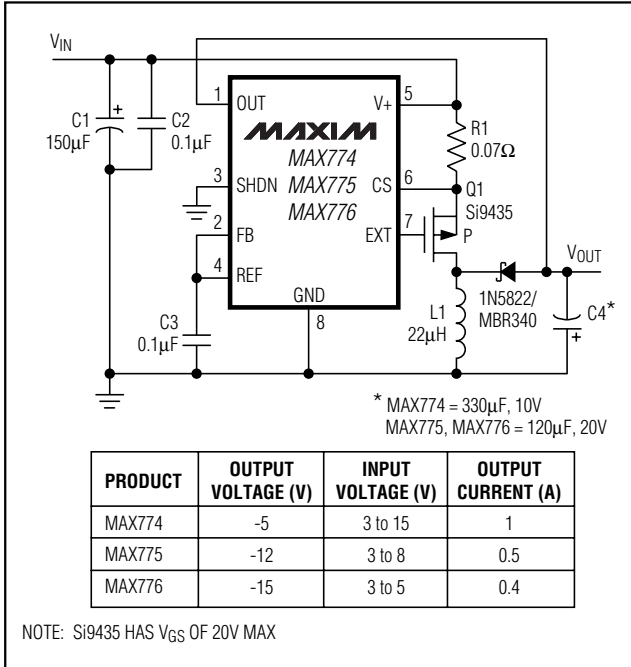 VIN
C1
150µF
C2
0.1µF
1
OUT
V+
5
R1
0.07Ω
MAXIM
MAX774
MAX775
MAX776
3
SHDN
CS
6
Q1
Si9435
2
FB
EXT
7
P
4
REF
VOUT
1N5822/
MBR340
GND
8
L1
22µH
C4*
C3
0.1µF
+
+
* MAX774 = 330µF, 10V
MAX775, MAX776 = 120µF, 20V
PRODUCT OUTPUT VOLTAGE (V) INPUT VOLTAGE (V) OUTPUT CURRENT (A)
MAX774 -5 3 to 15 1
MAX775 -12 3 to 8 0.5
MAX776 -15 3 to 5 0.4
NOTE: Si9435 HAS VGS OF 20V MAX